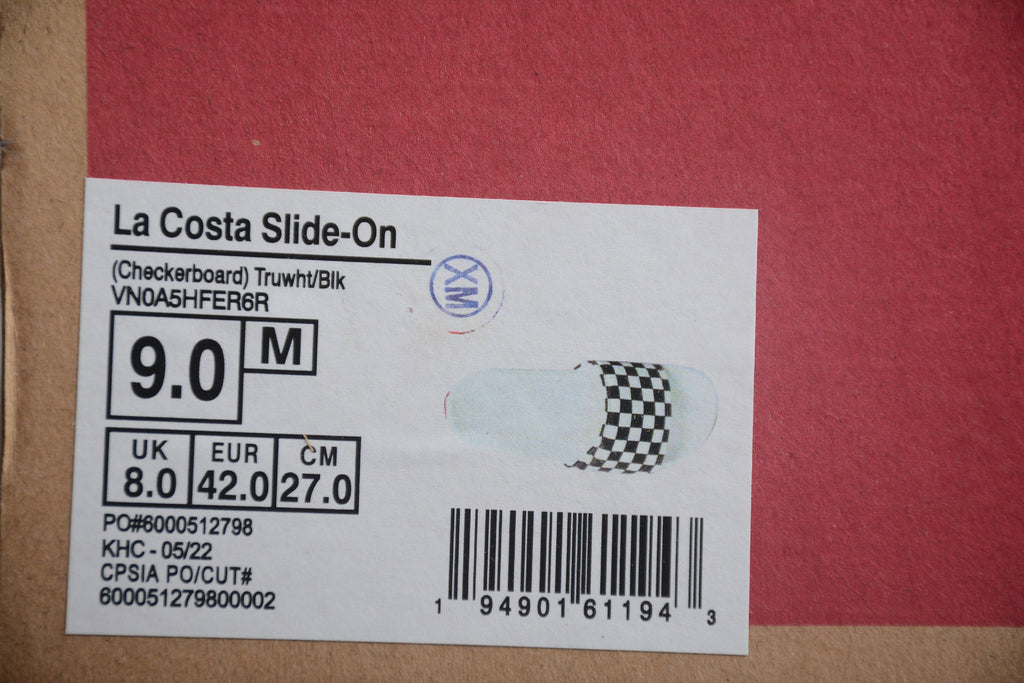 La Costa Slide-On
(Checkerboard) Truwht/Blk
VN0A5HFER6R
XM
9.0 M
UK EUR CM
8.0 42.0 27.0
PO#6000512798
KHC - 05/22
CPSIA PO/CUT#
600051279800002
1 94901 61194 3